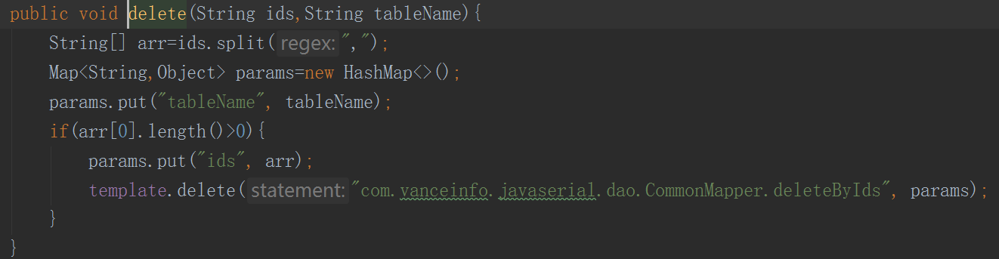 public void delete(String ids,String tableName){
String[] arr=ids.split( regex: ",");
Map<String,Object> params=new HashMap<>();
params.put("tableName", tableName);
if(arr[0].length()>0){
params.put("ids", arr);
template.delete( statement: "com.yanceinfo.javaserial.dao.CommonMapper.deleteByIds", params);
}
}